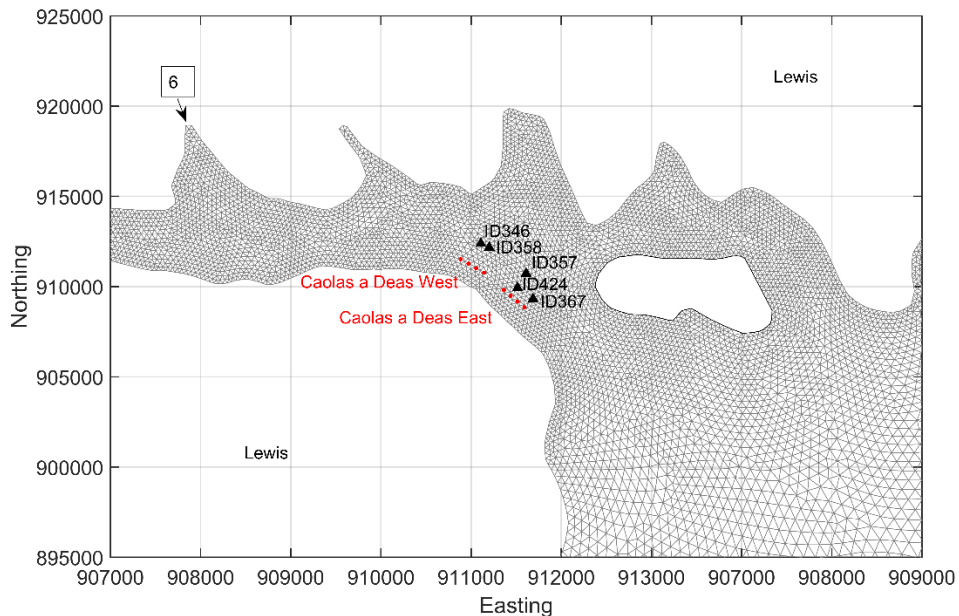 925000
920000
915000
910000
905000
900000
895000
Northing
6
Lewis
ID346
ID358
ID357
Caolas a Deas West
ID424
ID367
Caolas a Deas East
Lewis
907000 908000 909000 910000 911000 912000 913000 907000 908000 909000
Easting